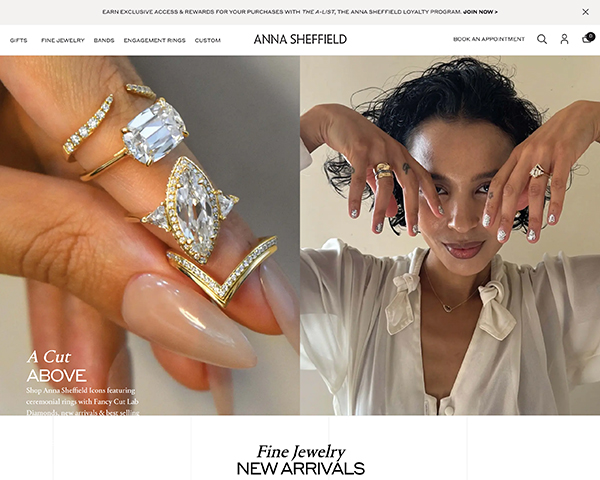 EARN EXCLUSIVE ACCESS & REWARDS FOR YOUR PURCHASES WITH THE A-LIST, THE ANNA SHEFFIELD LOYALTY PROGRAM. JOIN NOW >
GIFTS FINE JEWELRY BANDS ENGAGEMENT RINGS CUSTOM ANNA SHEFFIELD BOOK AN APPOINTMENT 0
A Cut
ABOVE
Shop Anna Sheffield Icons featuring
ceremonial rings with Fancy Cut Lab
Diamonds, new arrivals & best selling
Fine Jewelry
NEW ARRIVALS